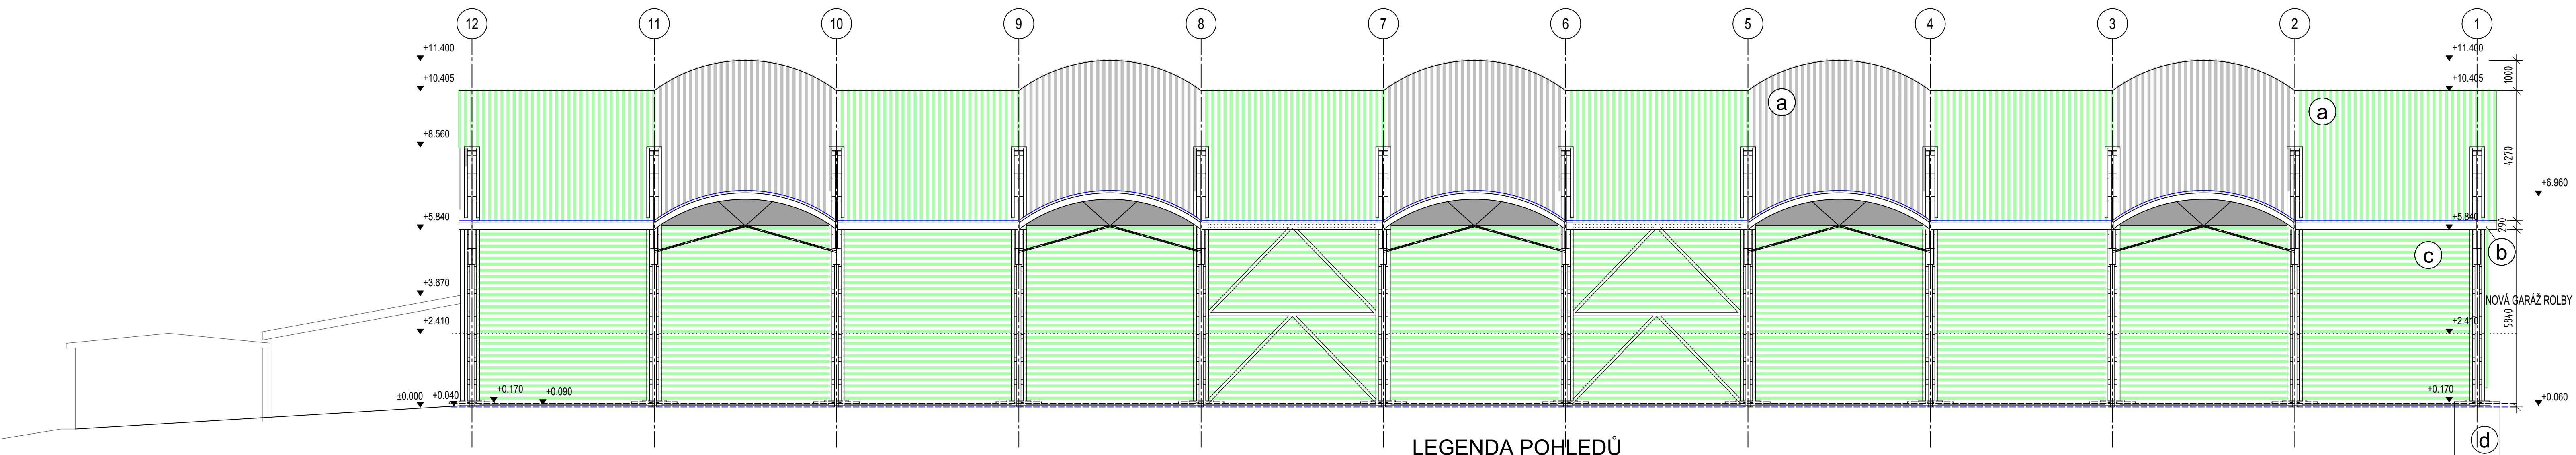 12 11 10 9 8 7 6 5 4 3 2 1
+11.400 +11.400
+10.405 +10.405
1000
a a
+8.560
4270
+6.960
+5.840 +5.840
290
c b
+3.670
NOVÁ GARÁŽ ROLBY
+2.410 +2.410
5840
±0.000 +0.040 +0.170 +0.090 +0.170 +0.060
LEGENDA POHLEDŮ
d